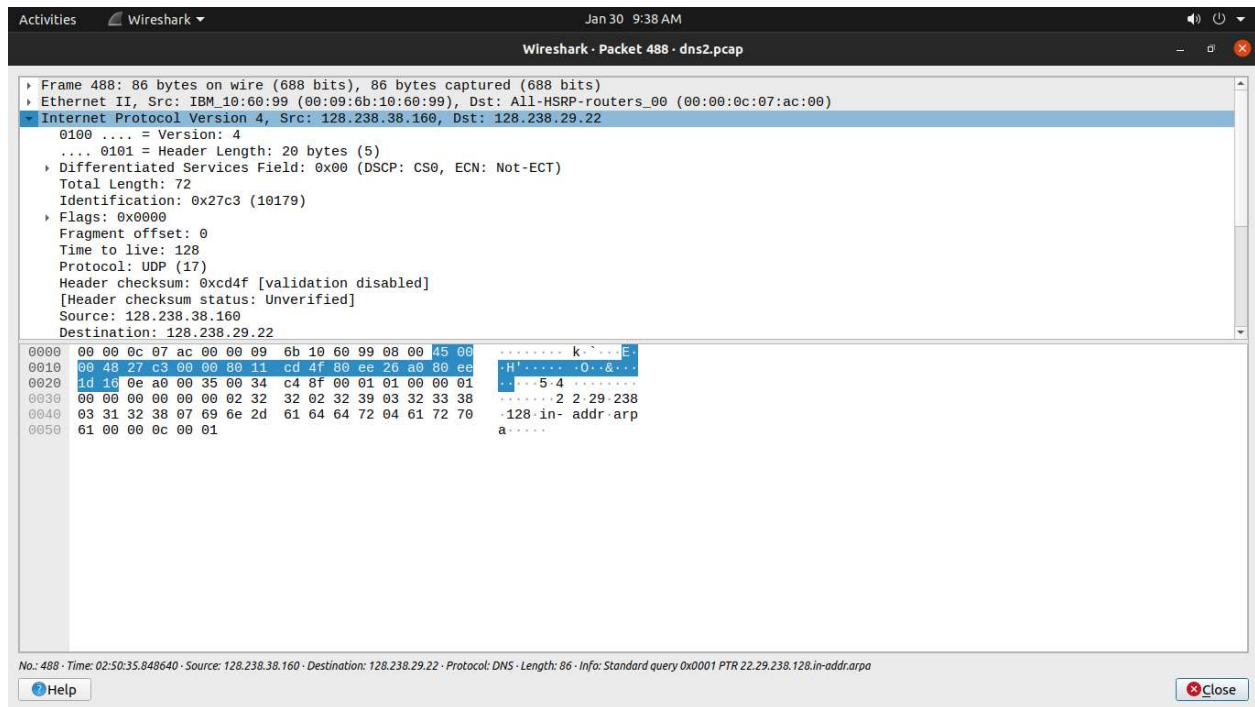 Activities Wireshark Jan 30 9:38 AM
Wireshark · Packet 488 · dns2.pcap
Frame 488: 86 bytes on wire (688 bits), 86 bytes captured (688 bits)
Ethernet II, Src: IBM_10:60:99 (00:09:6b:10:60:99), Dst: All-HSRP-routers_00 (00:00:0c:07:ac:00)
Internet Protocol Version 4, Src: 128.238.38.160, Dst: 128.238.29.22
0100 .... = Version: 4
.... 0101 = Header Length: 20 bytes (5)
Differentiated Services Field: 0x00 (DSCP: CS0, ECN: Not-ECT)
Total Length: 72
Identification: 0x27c3 (10179)
Flags: 0x0000
Fragment offset: 0
Time to live: 128
Protocol: UDP (17)
Header checksum: 0xcd4f [validation disabled]
[Header checksum status: Unverified]
Source: 128.238.38.160
Destination: 128.238.29.22
0000 00 00 0c 07 ac 00 00 09 6b 10 60 99 08 00 45 00 ········ k·`···E·
0010 00 48 27 c3 00 00 80 11 cd 4f 80 ee 26 a0 80 ee ·H'····· ·O··&···
0020 1d 16 0e a0 00 35 00 34 c4 8f 00 01 01 00 00 01 ·····5·4 ········
0030 00 00 00 00 00 00 02 32 32 02 32 39 03 32 33 38 ·······2 2·29·238
0040 03 31 32 38 07 69 6e 2d 61 64 64 72 04 61 72 70 ·128·in- addr·arp
0050 61 00 00 0c 00 01 a·····
No.: 488 · Time: 02:50:35.848640 · Source: 128.238.38.160 · Destination: 128.238.29.22 · Protocol: DNS · Length: 86 · Info: Standard query 0x0001 PTR 22.29.238.128.in-addr.arpa
Help Close